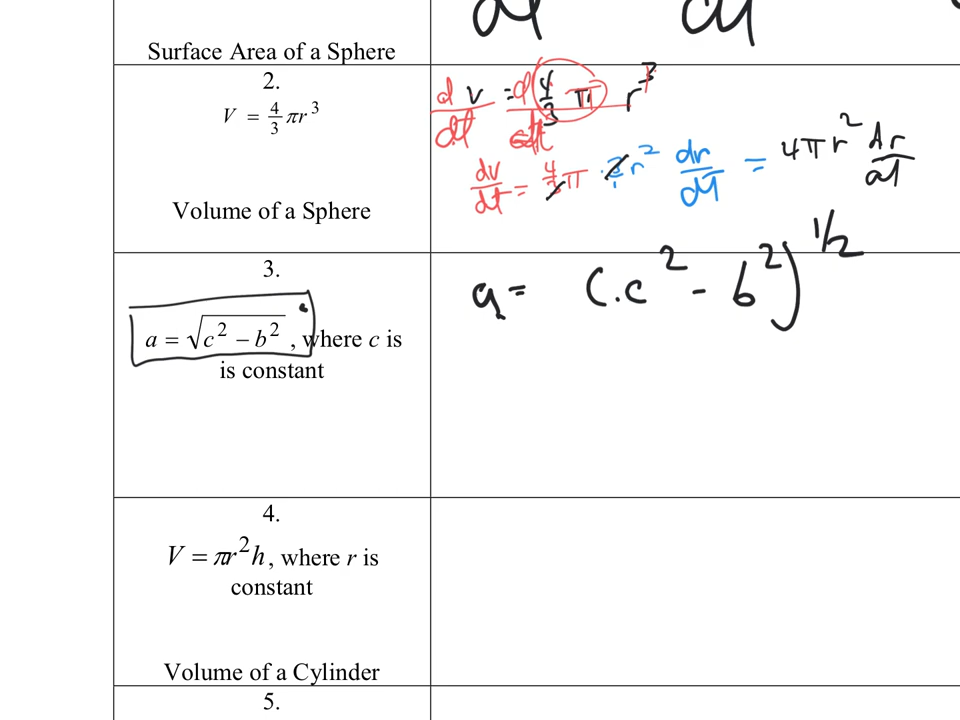 dt dt
Surface Area of a Sphere
2.
V = 4/3 πr³
d/dt V = d/dt 4/3 π r³
dv/dt = 4/3 π · 3r² dr/dt = 4πr² dr/dt
Volume of a Sphere
3.
a = √c² − b² , where c is
is constant
a = (.c² - b²)^1/2
4.
V = πr²h, where r is
constant
Volume of a Cylinder
5.